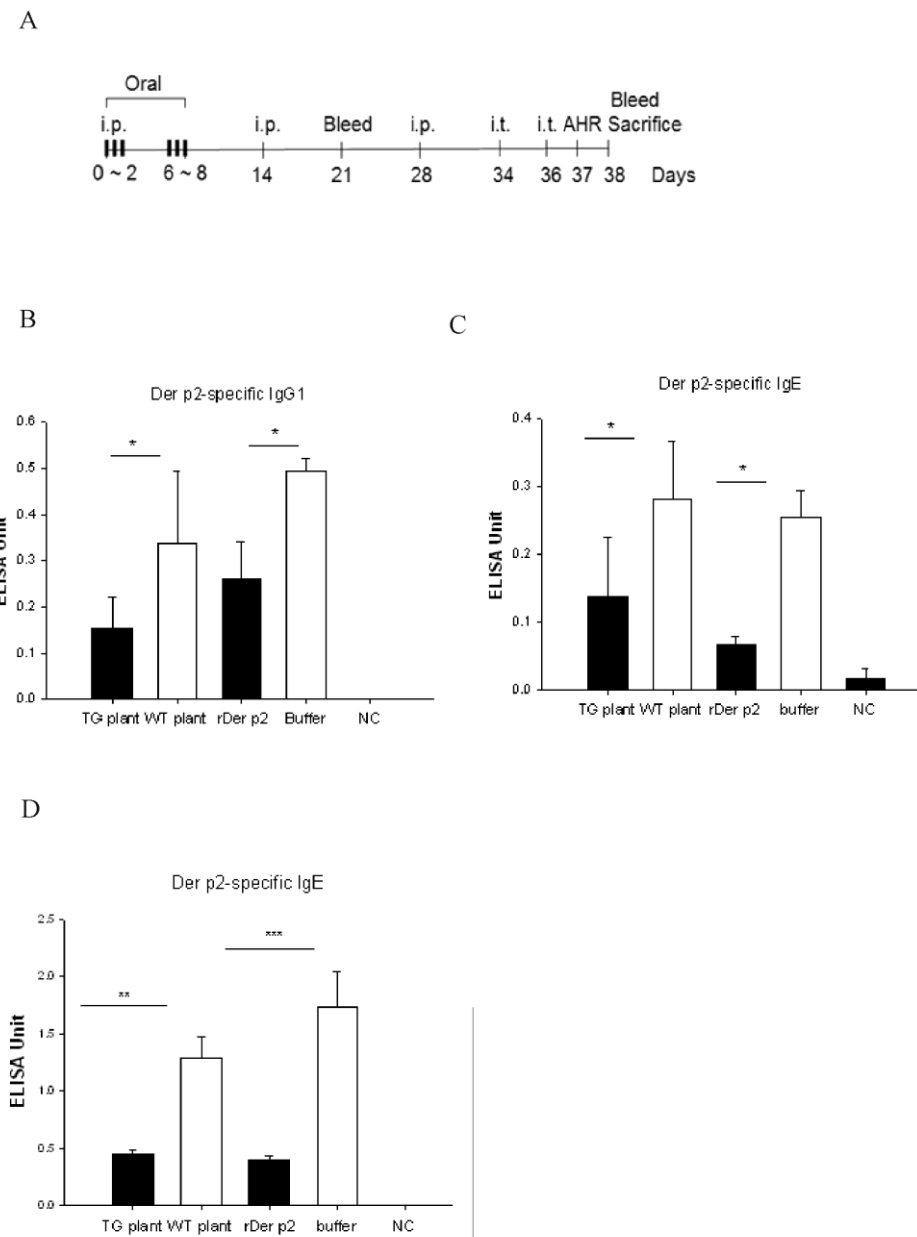 A
Oral
Bleed
i.p. i.p. Bleed i.p. i.t. i.t. AHR Sacrifice
0 ~ 2 6 ~ 8 14 21 28 34 36 37 38 Days
B
Der p2-specific IgG1
ELISA Unit
0.6
0.5
0.4
0.3
0.2
0.1
0.0
*
*
TG plant WT plant rDer p2 Buffer NC
C
Der p2-specific IgE
ELISA Unit
0.4
0.3
0.2
0.1
0.0
*
*
TG plant WT plant rDer p2 buffer NC
D
Der p2-specific IgE
ELISA Unit
2.5
2.0
1.5
1.0
0.5
0.0
**
***
TG plant WT plant rDer p2 buffer NC